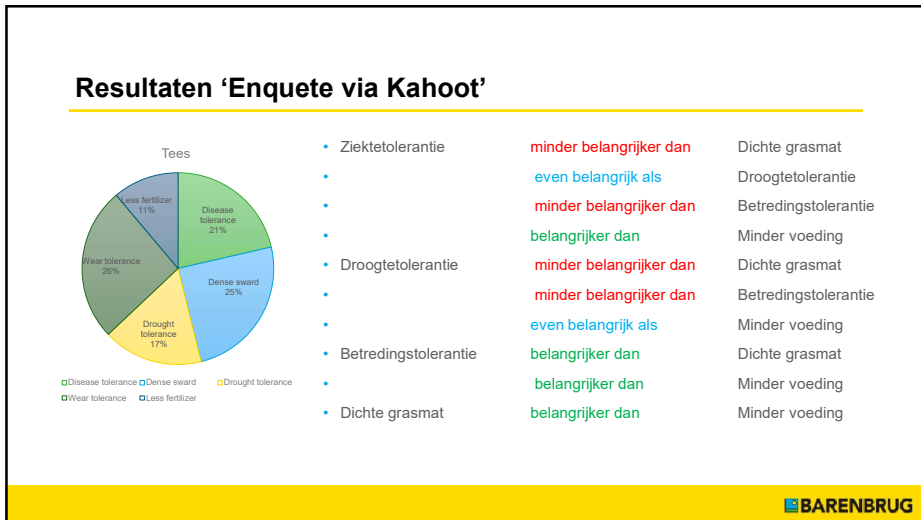 Resultaten ‘Enquete via Kahoot’
Tees
Less fertilizer
11%
Disease
tolerance
21%
Wear tolerance
26%
Dense sward
25%
Drought
tolerance
17%
Disease tolerance Dense sward Drought tolerance
Wear tolerance Less fertilizer
• Ziektetolerantie minder belangrijker dan Dichte grasmat
• even belangrijk als Droogtetolerantie
• minder belangrijker dan Betredingstolerantie
• belangrijker dan Minder voeding
• Droogtetolerantie minder belangrijker dan Dichte grasmat
• minder belangrijker dan Betredingstolerantie
• even belangrijk als Minder voeding
• Betredingstolerantie belangrijker dan Dichte grasmat
• belangrijker dan Minder voeding
• Dichte grasmat belangrijker dan Minder voeding
BARENBRUG